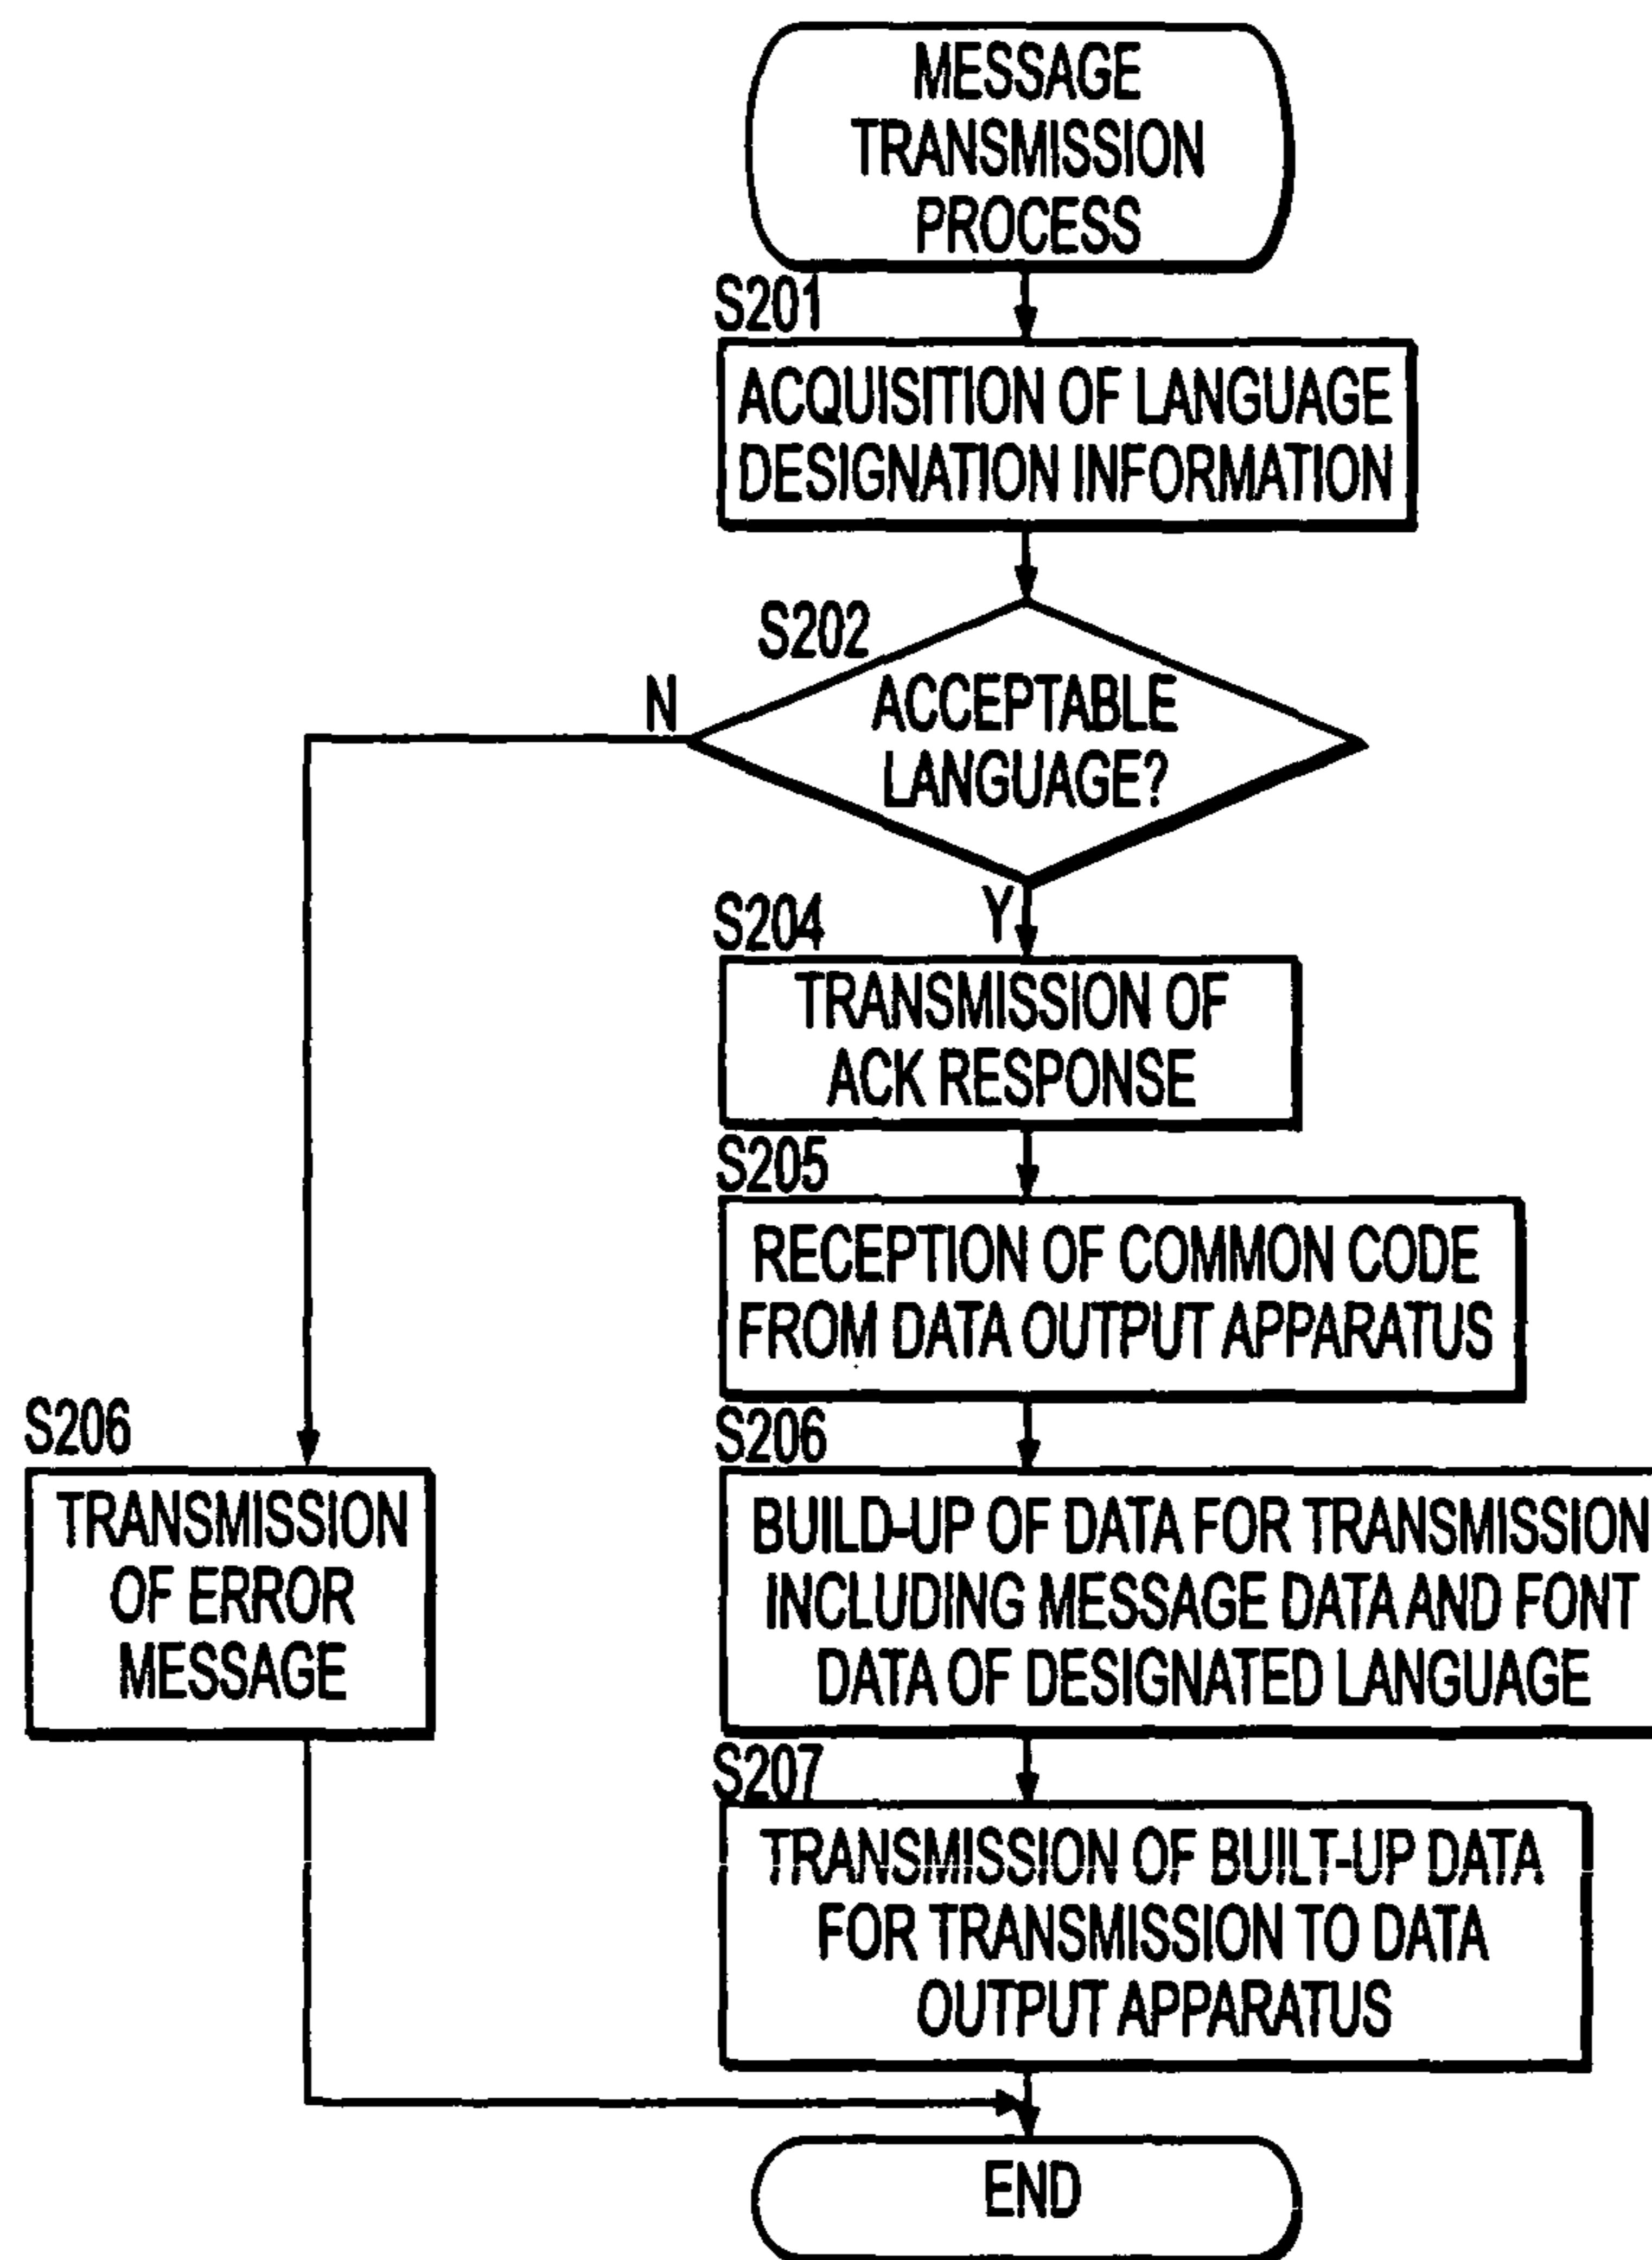 MESSAGE
TRANSMISSION
PROCESS
S201
ACQUISITION OF LANGUAGE
DESIGNATION INFORMATION
S202
N
ACCEPTABLE
LANGUAGE?
Y
S204
TRANSMISSION OF
ACK RESPONSE
S205
RECEPTION OF COMMON CODE
FROM DATA OUTPUT APPARATUS
S206
TRANSMISSION
OF ERROR
MESSAGE
S206
BUILD-UP OF DATA FOR TRANSMISSION
INCLUDING MESSAGE DATA AND FONT
DATA OF DESIGNATED LANGUAGE
S207
TRANSMISSION OF BUILT-UP DATA
FOR TRANSMISSION TO DATA
OUTPUT APPARATUS
END